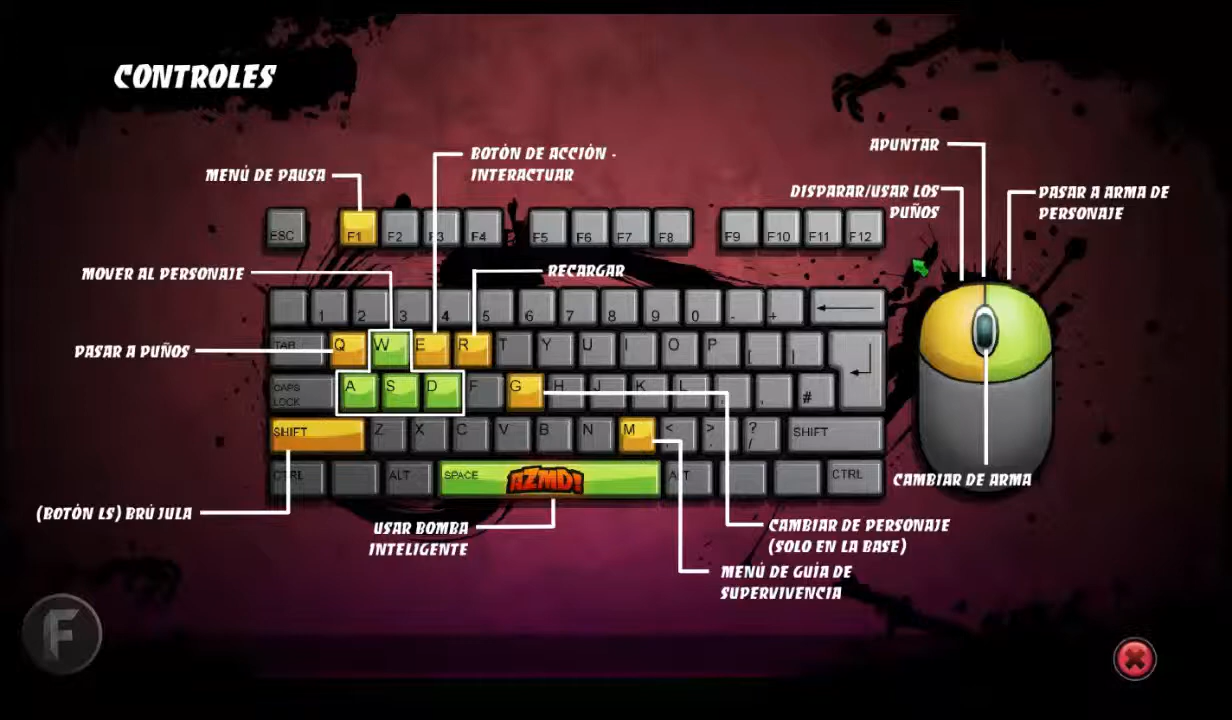 CONTROLES
APUNTAR
BOTÓN DE ACCIÓN -
INTERACTUAR
MENÚ DE PAUSA
DISPARAR/USAR LOS
PUÑOS
PASAR A ARMA DE
PERSONAJE
ESC F1 F2 F3 F4 F5 F6 F7 F8 F9 F10 F11 F12
MOVER AL PERSONAJE
RECARGAR
1 2 3 4 5 6 7 8 9 0 - +
PASAR A PUÑOS
TAB Q W E R T Y U I O P [ ]
CAPS
LOCK
A S D F G H J K L ; , #
SHIFT Z X C V B N M < > . ? / SHIFT
CTRL ALT SPACE AZMD! ALT CTRL
CAMBIAR DE ARMA
(BOTÓN LS) BRÚJULA
USAR BOMBA
INTELIGENTE
CAMBIAR DE PERSONAJE
(SOLO EN LA BASE)
MENÚ DE GUÍA DE
SUPERVIVENCIA
F